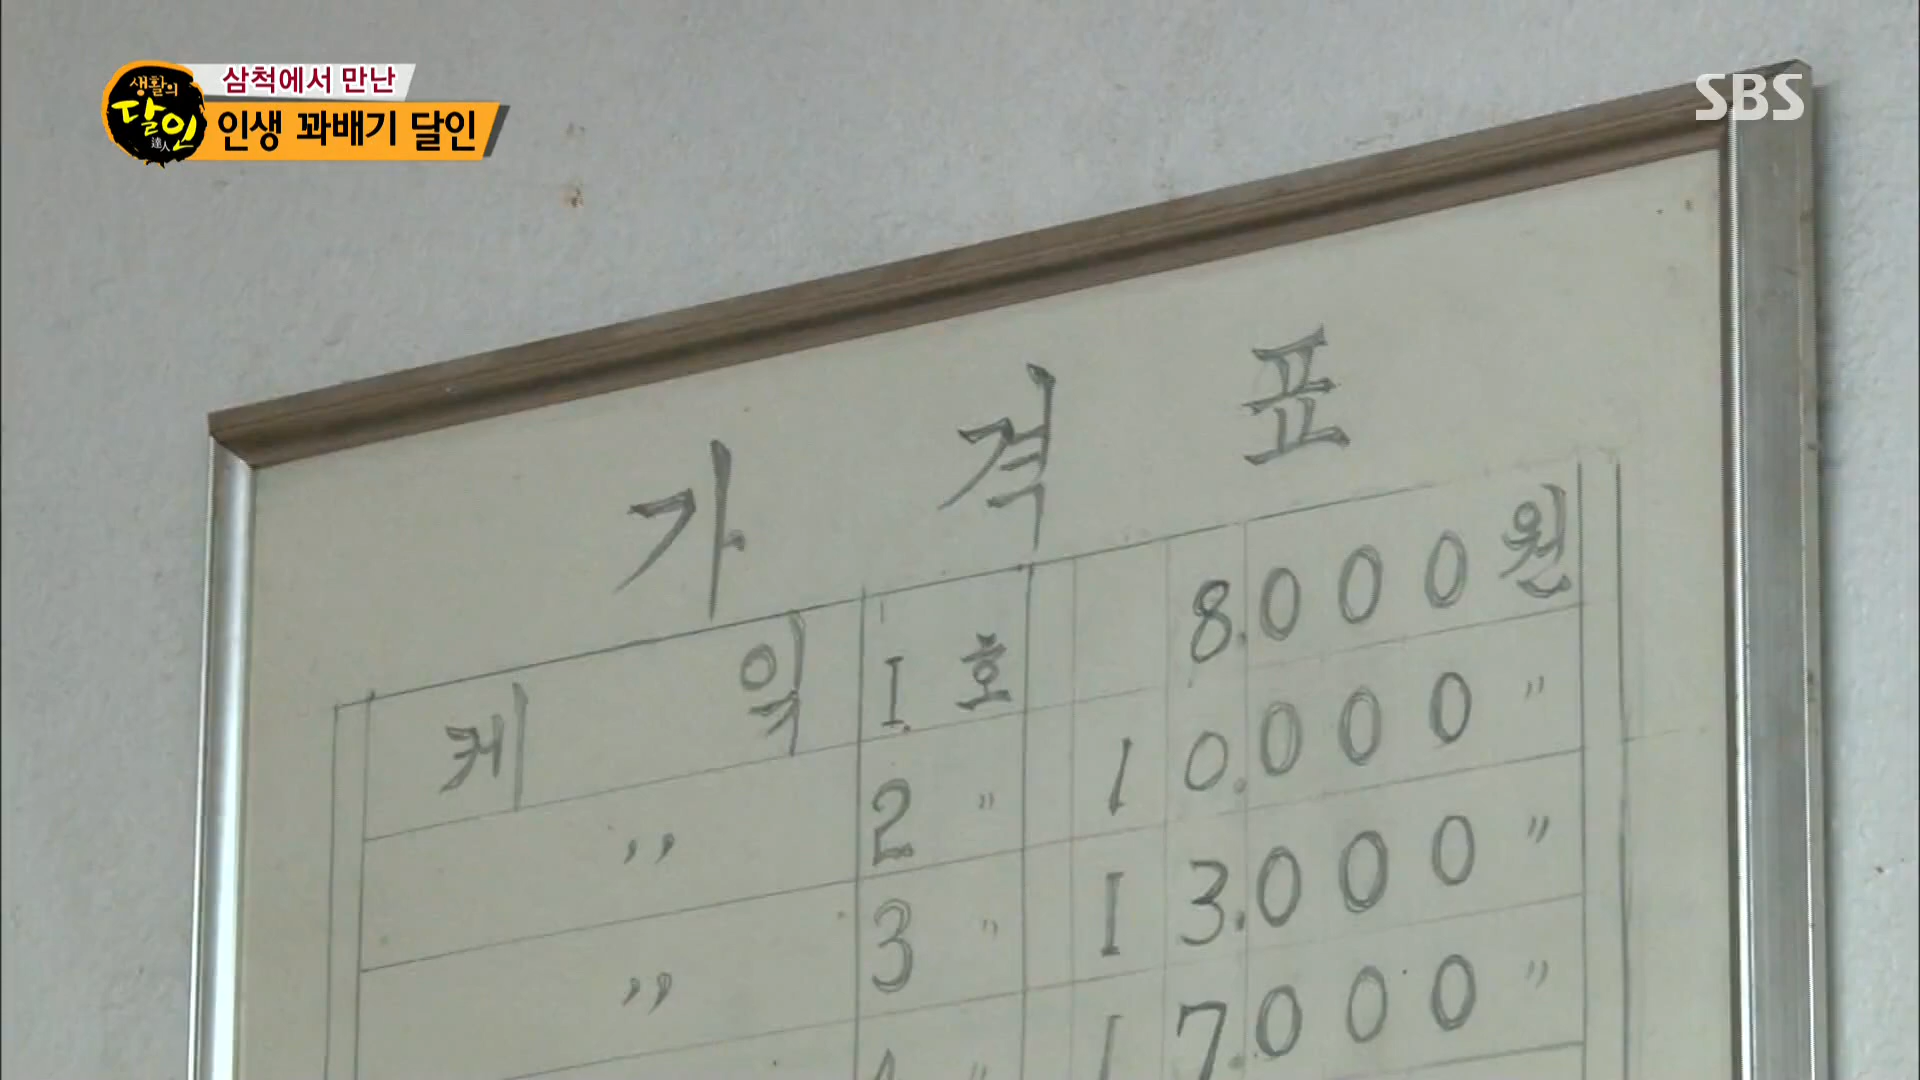 생활의
달인
達人
삼척에서 만난
인생 꽈배기 달인
SBS
가격표
케잌 1호 8.000원
〃 2〃 10.000〃
〃 3〃 13.000〃
〃 17.000〃